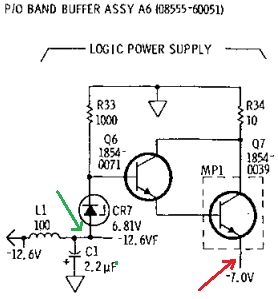 P/O BAND BUFFER ASSY A6 (08555-60051)
LOGIC POWER SUPPLY
R33
1000
R34
10
Q6
1854-
0071
Q7
1854-
0039
MP1
CR7
6.81V
-12.6VF
L1
100
-12.6V
C1
2.2µF
-7.0V